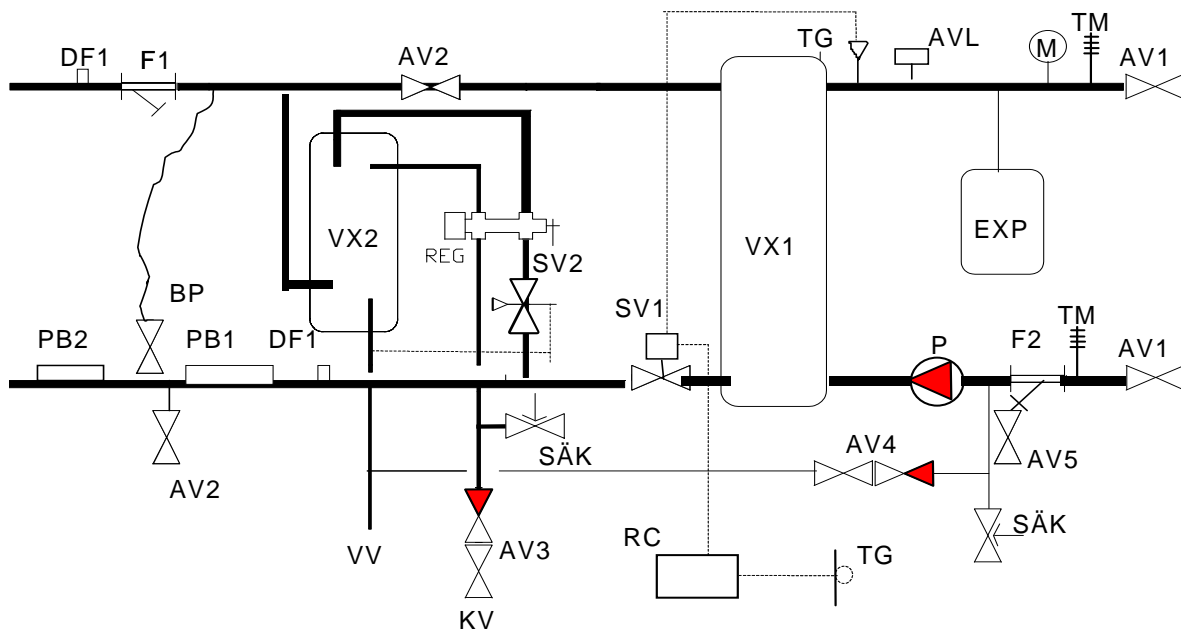 TM
DF1 F1 AV2 TG AVL M AV1
VX2 VX1 EXP
REG SV2
BP SV1 TM
PB2 PB1 DF1 P F2 AV1
SÄK AV4 AV5
AV2
SÄK
VV AV3 RC TG
KV